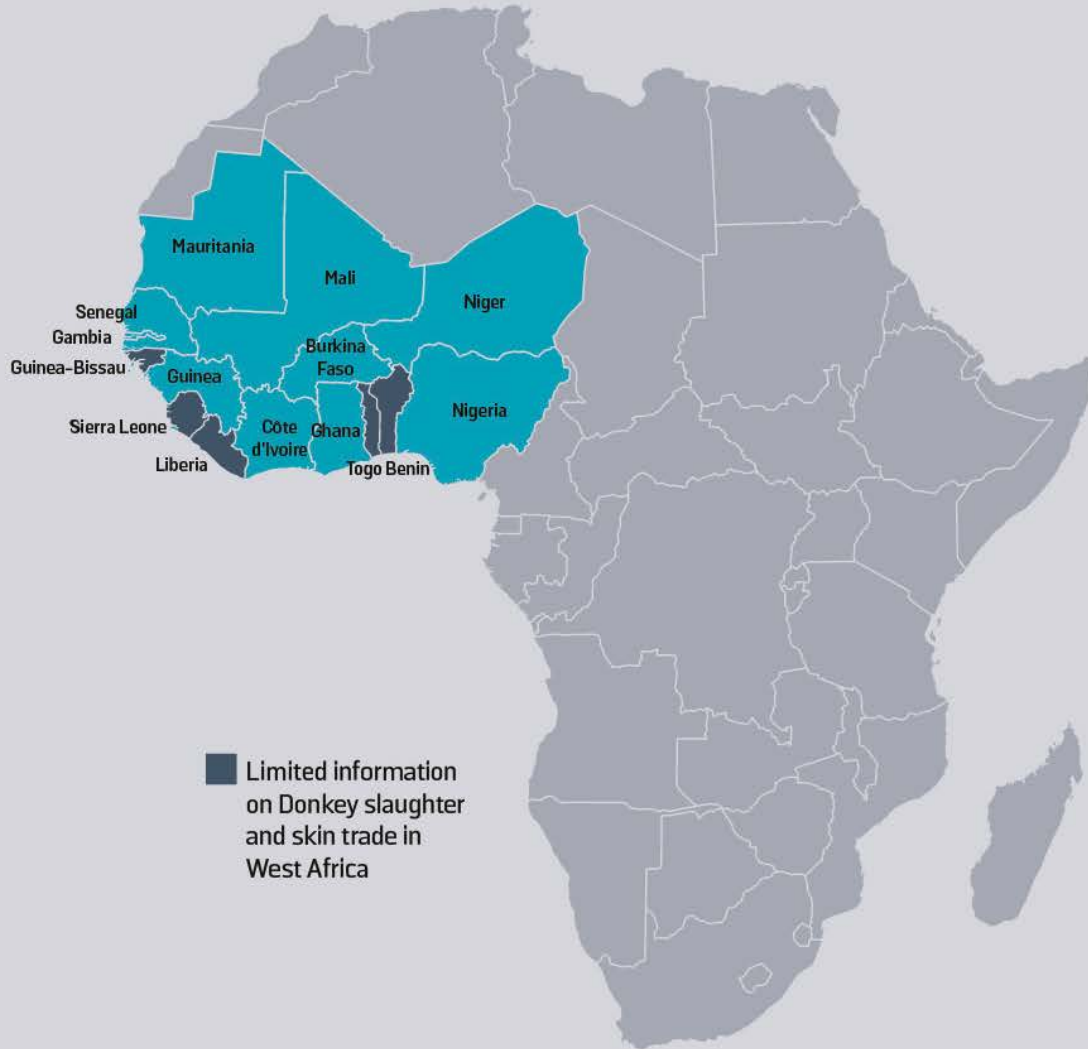 Mauritania
Mali
Niger
Senegal
Gambia
Burkina
Faso
Guinea-Bissau
Guinea
Nigeria
Sierra Leone
Côte
d'Ivoire
Ghana
Liberia
Togo Benin
Limited information
on Donkey slaughter
and skin trade in
West Africa